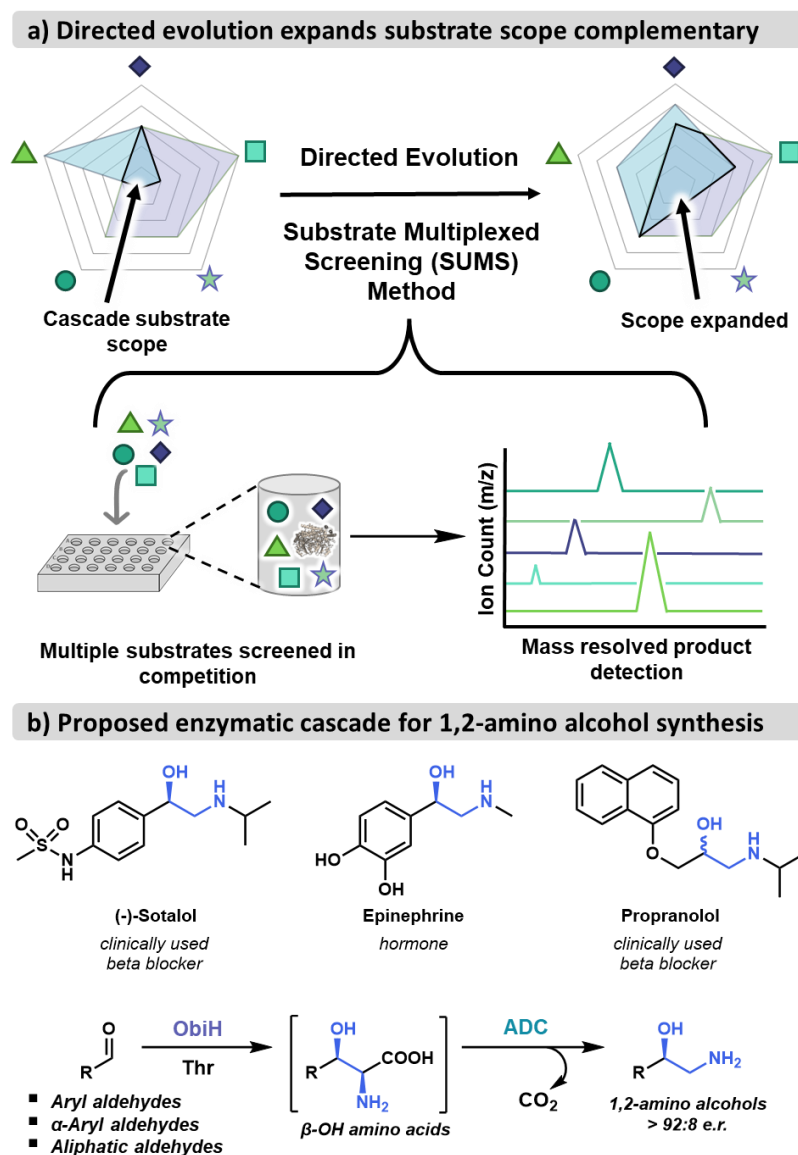 a) Directed evolution expands substrate scope complementary
Directed Evolution
Substrate Multiplexed
Screening (SUMS)
Method
Cascade substrate
scope
Scope expanded
Ion Count (m/z)
Multiple substrates screened in
competition
Mass resolved product
detection
b) Proposed enzymatic cascade for 1,2-amino alcohol synthesis
OH
H
N
O
O
S
N
H
(-)-Sotalol
clinically used
beta blocker
OH
H
N
HO
OH
Epinephrine
hormone
OH
H
N
O
Propranolol
clinically used
beta blocker
O
R
ObiH
Thr
OH
R
COOH
NH₂
β-OH amino acids
ADC
CO₂
OH
R
NH₂
1,2-amino alcohols
> 92:8 e.r.
▪ Aryl aldehydes
▪ α-Aryl aldehydes
▪ Aliphatic aldehydes